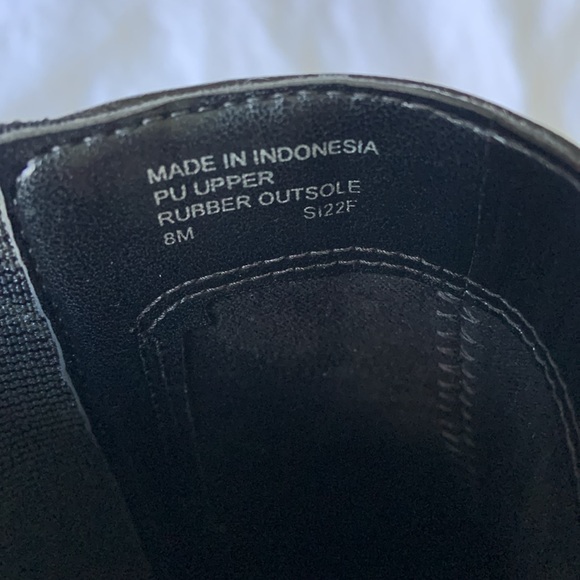 MADE IN INDONESIA
PU UPPER
RUBBER OUTSOLE
8M SI22F